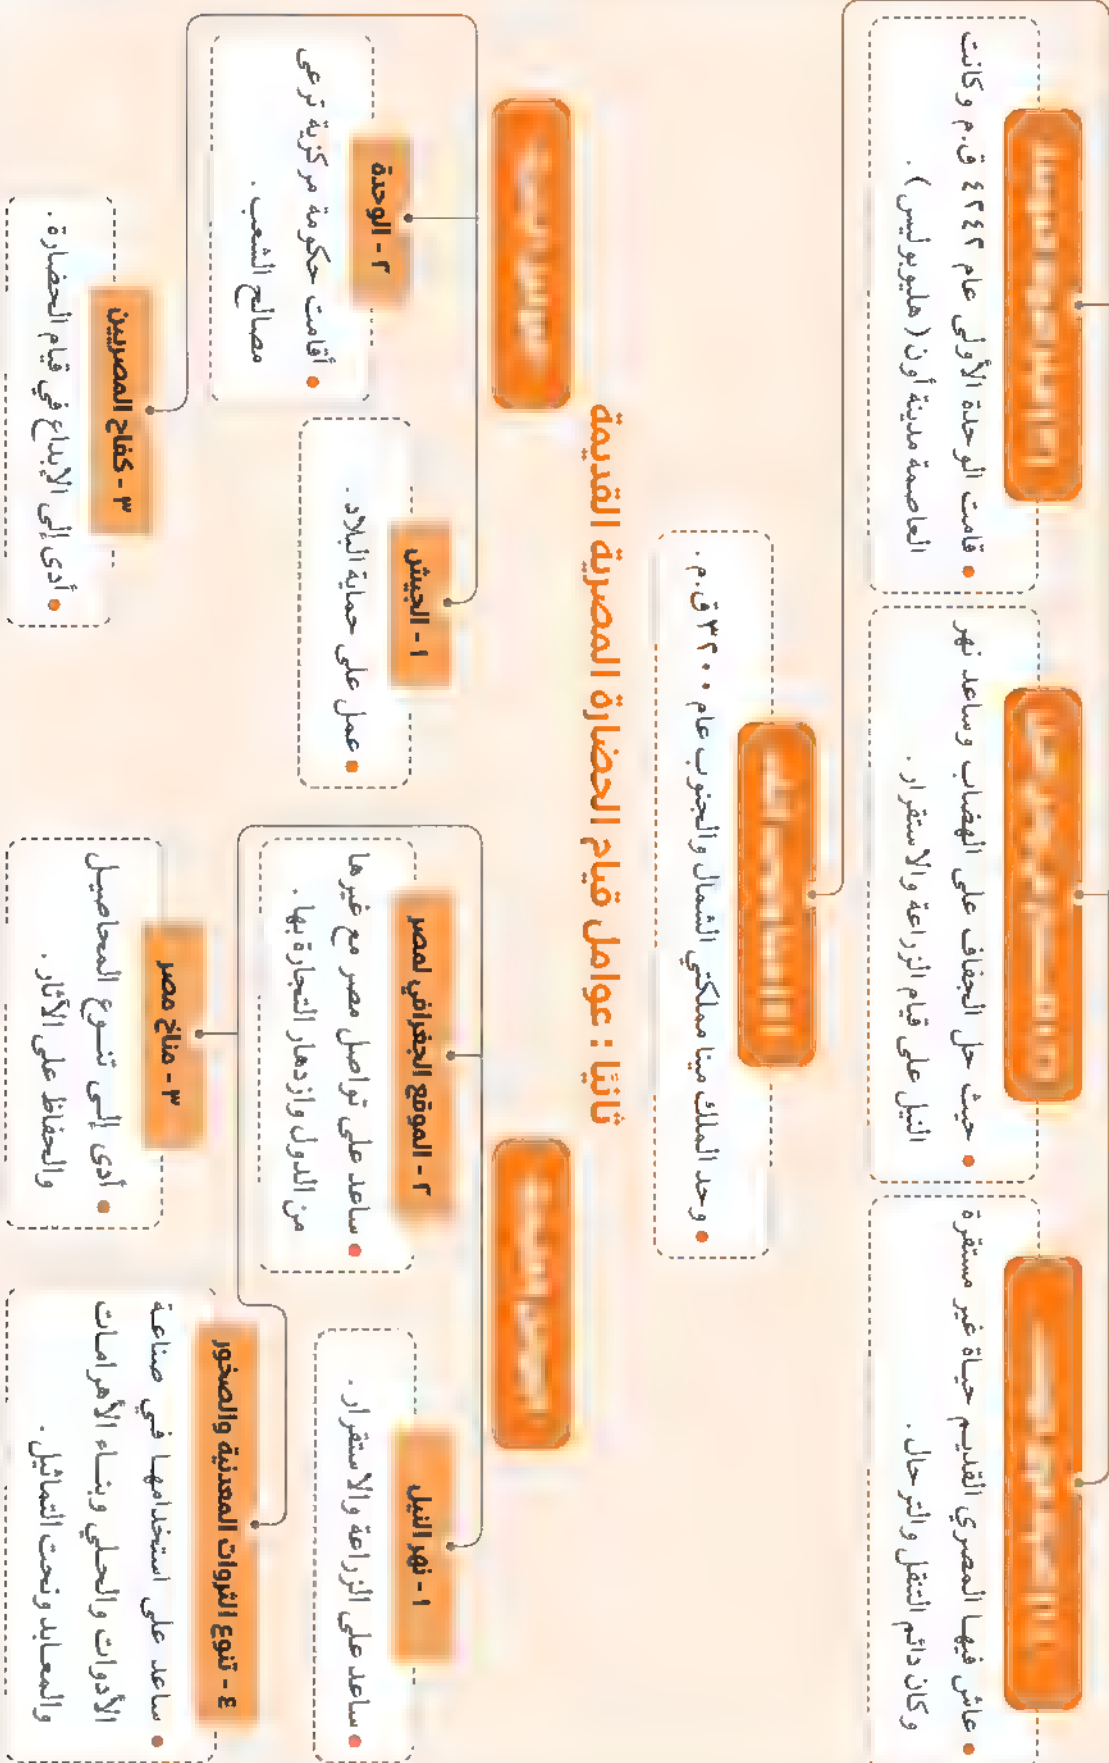 • عاش فيها المصري القديم حياة غير مستقرة
وكان دائم التنقل والترحال.
• حيث حل الجفاف على الهضاب وساعد نهر
النيل على قيام الزراعة والاستقرار.
• قامت الوحدة الأولى عام ٤٢٤٢ ق.م وكانت
العاصمة مدينة أون (هليوبوليس).
• وحد الملك مينا مملكتي الشمال والجنوب عام ٣٢٠٠ ق.م.
ثانيًا : عوامل قيام الحضارة المصرية القديمة
١ - نهر النيل
• ساعد على الزراعة والاستقرار.
٢ - الموقع الجغرافي لمصر
• ساعد على تواصل مصر مع غيرها
من الدول وازدهار التجارة بها.
٣ - مناخ مصر
• أدى إلى تنوع المحاصيل
والحفاظ على الآثار.
٤ - تنوع الثروات المعدنية والصخور
• ساعد على استخدامها في صناعة
الأدوات والحلي وبناء الأهرامات
والمعابد ونحت التماثيل.
١ - الجيش
• عمل على حماية البلاد.
٢ - الوحدة
• أقامت حكومة مركزية ترعى
مصالح الشعب.
٣ - كفاح المصريين
• أدى إلى الإبداع في قيام الحضارة.